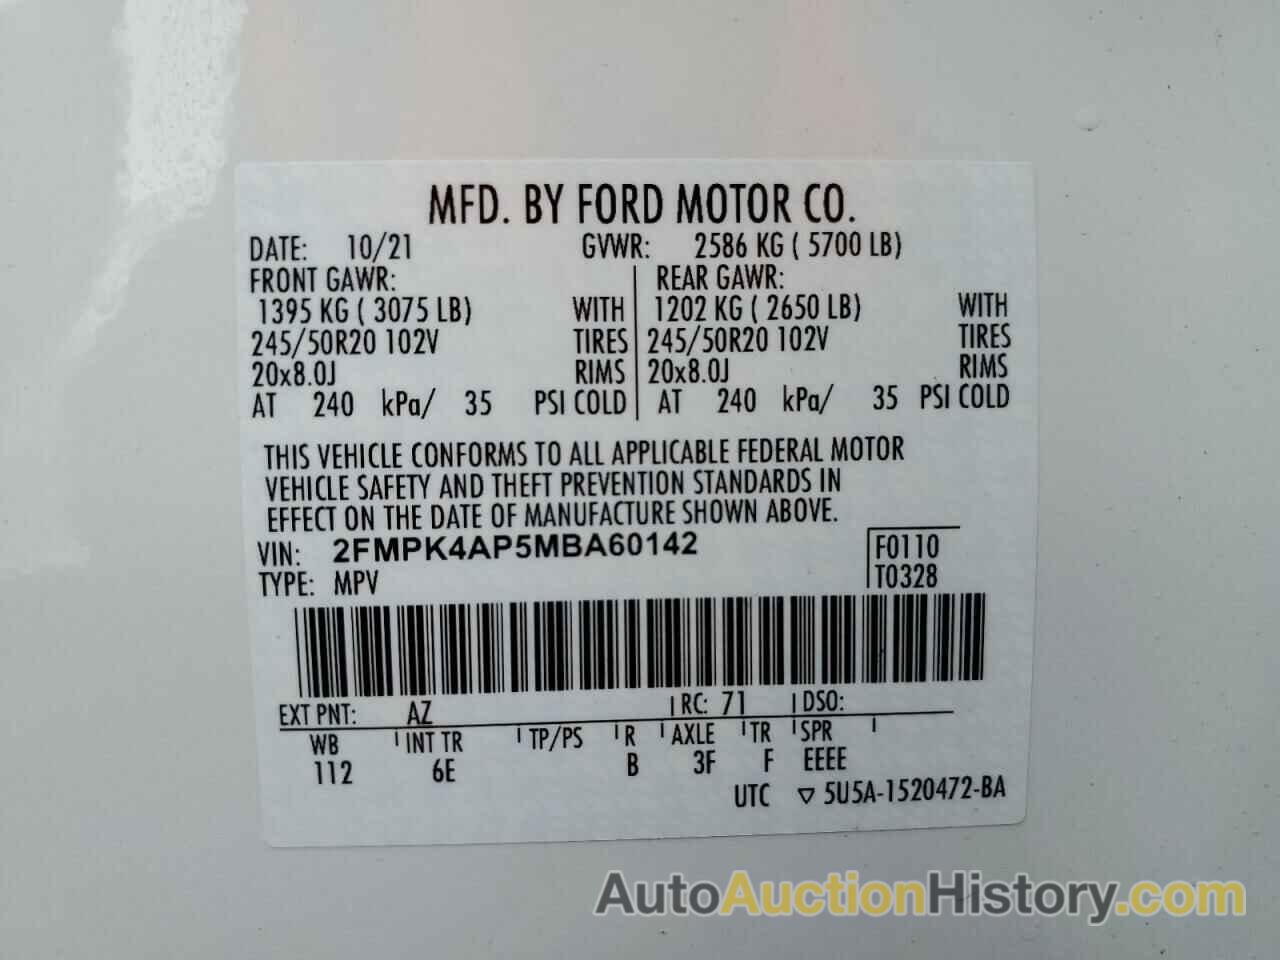 MFD. BY FORD MOTOR CO.
DATE: 10/21 GVWR: 2586 KG ( 5700 LB)
FRONT GAWR: REAR GAWR:
1395 KG ( 3075 LB) WITH 1202 KG ( 2650 LB) WITH
245/50R20 102V TIRES 245/50R20 102V TIRES
20x8.0J RIMS 20x8.0J RIMS
AT 240 kPa/ 35 PSI COLD AT 240 kPa/ 35 PSI COLD
THIS VEHICLE CONFORMS TO ALL APPLICABLE FEDERAL MOTOR
VEHICLE SAFETY AND THEFT PREVENTION STANDARDS IN
EFFECT ON THE DATE OF MANUFACTURE SHOWN ABOVE.
VIN: 2FMPK4AP5MBA60142 F0110
TYPE: MPV T0328
EXT PNT: AZ RC: 71 DSO:
WB INT TR TP/PS R AXLE TR SPR
112 6E B 3F F EEEE
UTC ▽ 5U5A-1520472-BA
AutoAuctionHistory.com